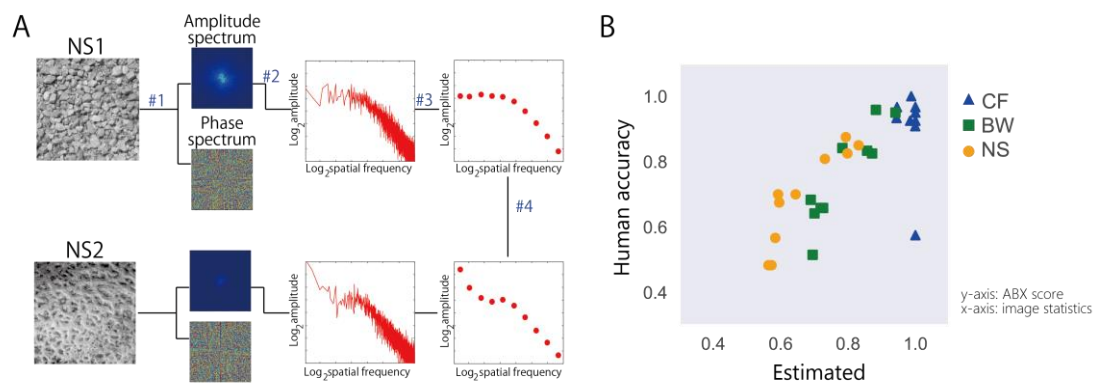 A
NS1
Amplitude
spectrum
#1
#2
Log2amplitude
#3
Log2amplitude
Phase
spectrum
Log2spatial frequency
Log2spatial frequency
#4
NS2
Log2amplitude
Log2amplitude
Log2spatial frequency
Log2spatial frequency
B
1.0
0.8
0.6
0.4
Human accuracy
0.4 0.6 0.8 1.0
Estimated
CF
BW
NS
y-axis: ABX score
x-axis: image statistics